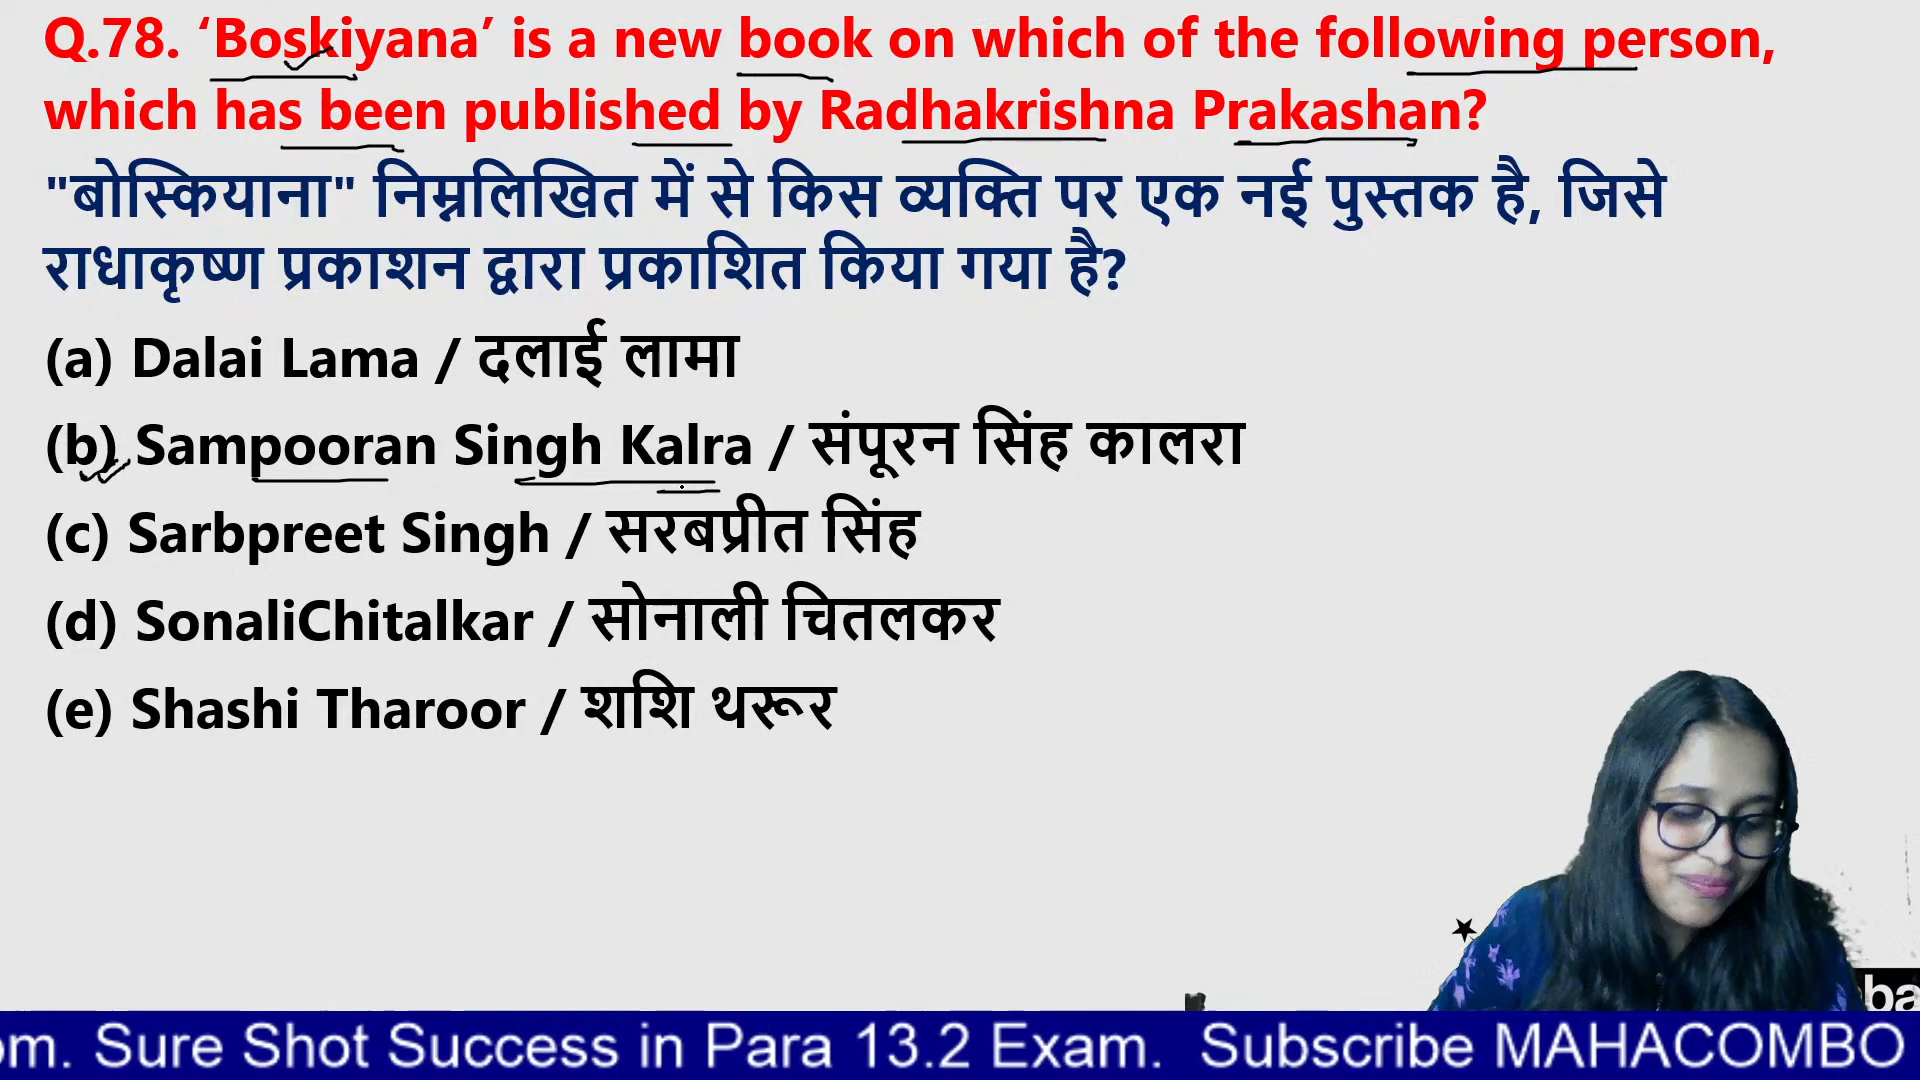 Q.78. ‘Boskiyana’ is a new book on which of the following person,
which has been published by Radhakrishna Prakashan?
"बोस्कियाना" निम्नलिखित में से किस व्यक्ति पर एक नई पुस्तक है, जिसे
राधाकृष्ण प्रकाशन द्वारा प्रकाशित किया गया है?
(a) Dalai Lama / दलाई लामा
(b) Sampooran Singh Kalra / संपूरन सिंह कालरा
(c) Sarbpreet Singh / सरबप्रीत सिंह
(d) SonaliChitalkar / सोनाली चितलकर
(e) Shashi Tharoor / शशि थरूर
ba
om. Sure Shot Success in Para 13.2 Exam. Subscribe MAHACOMBO